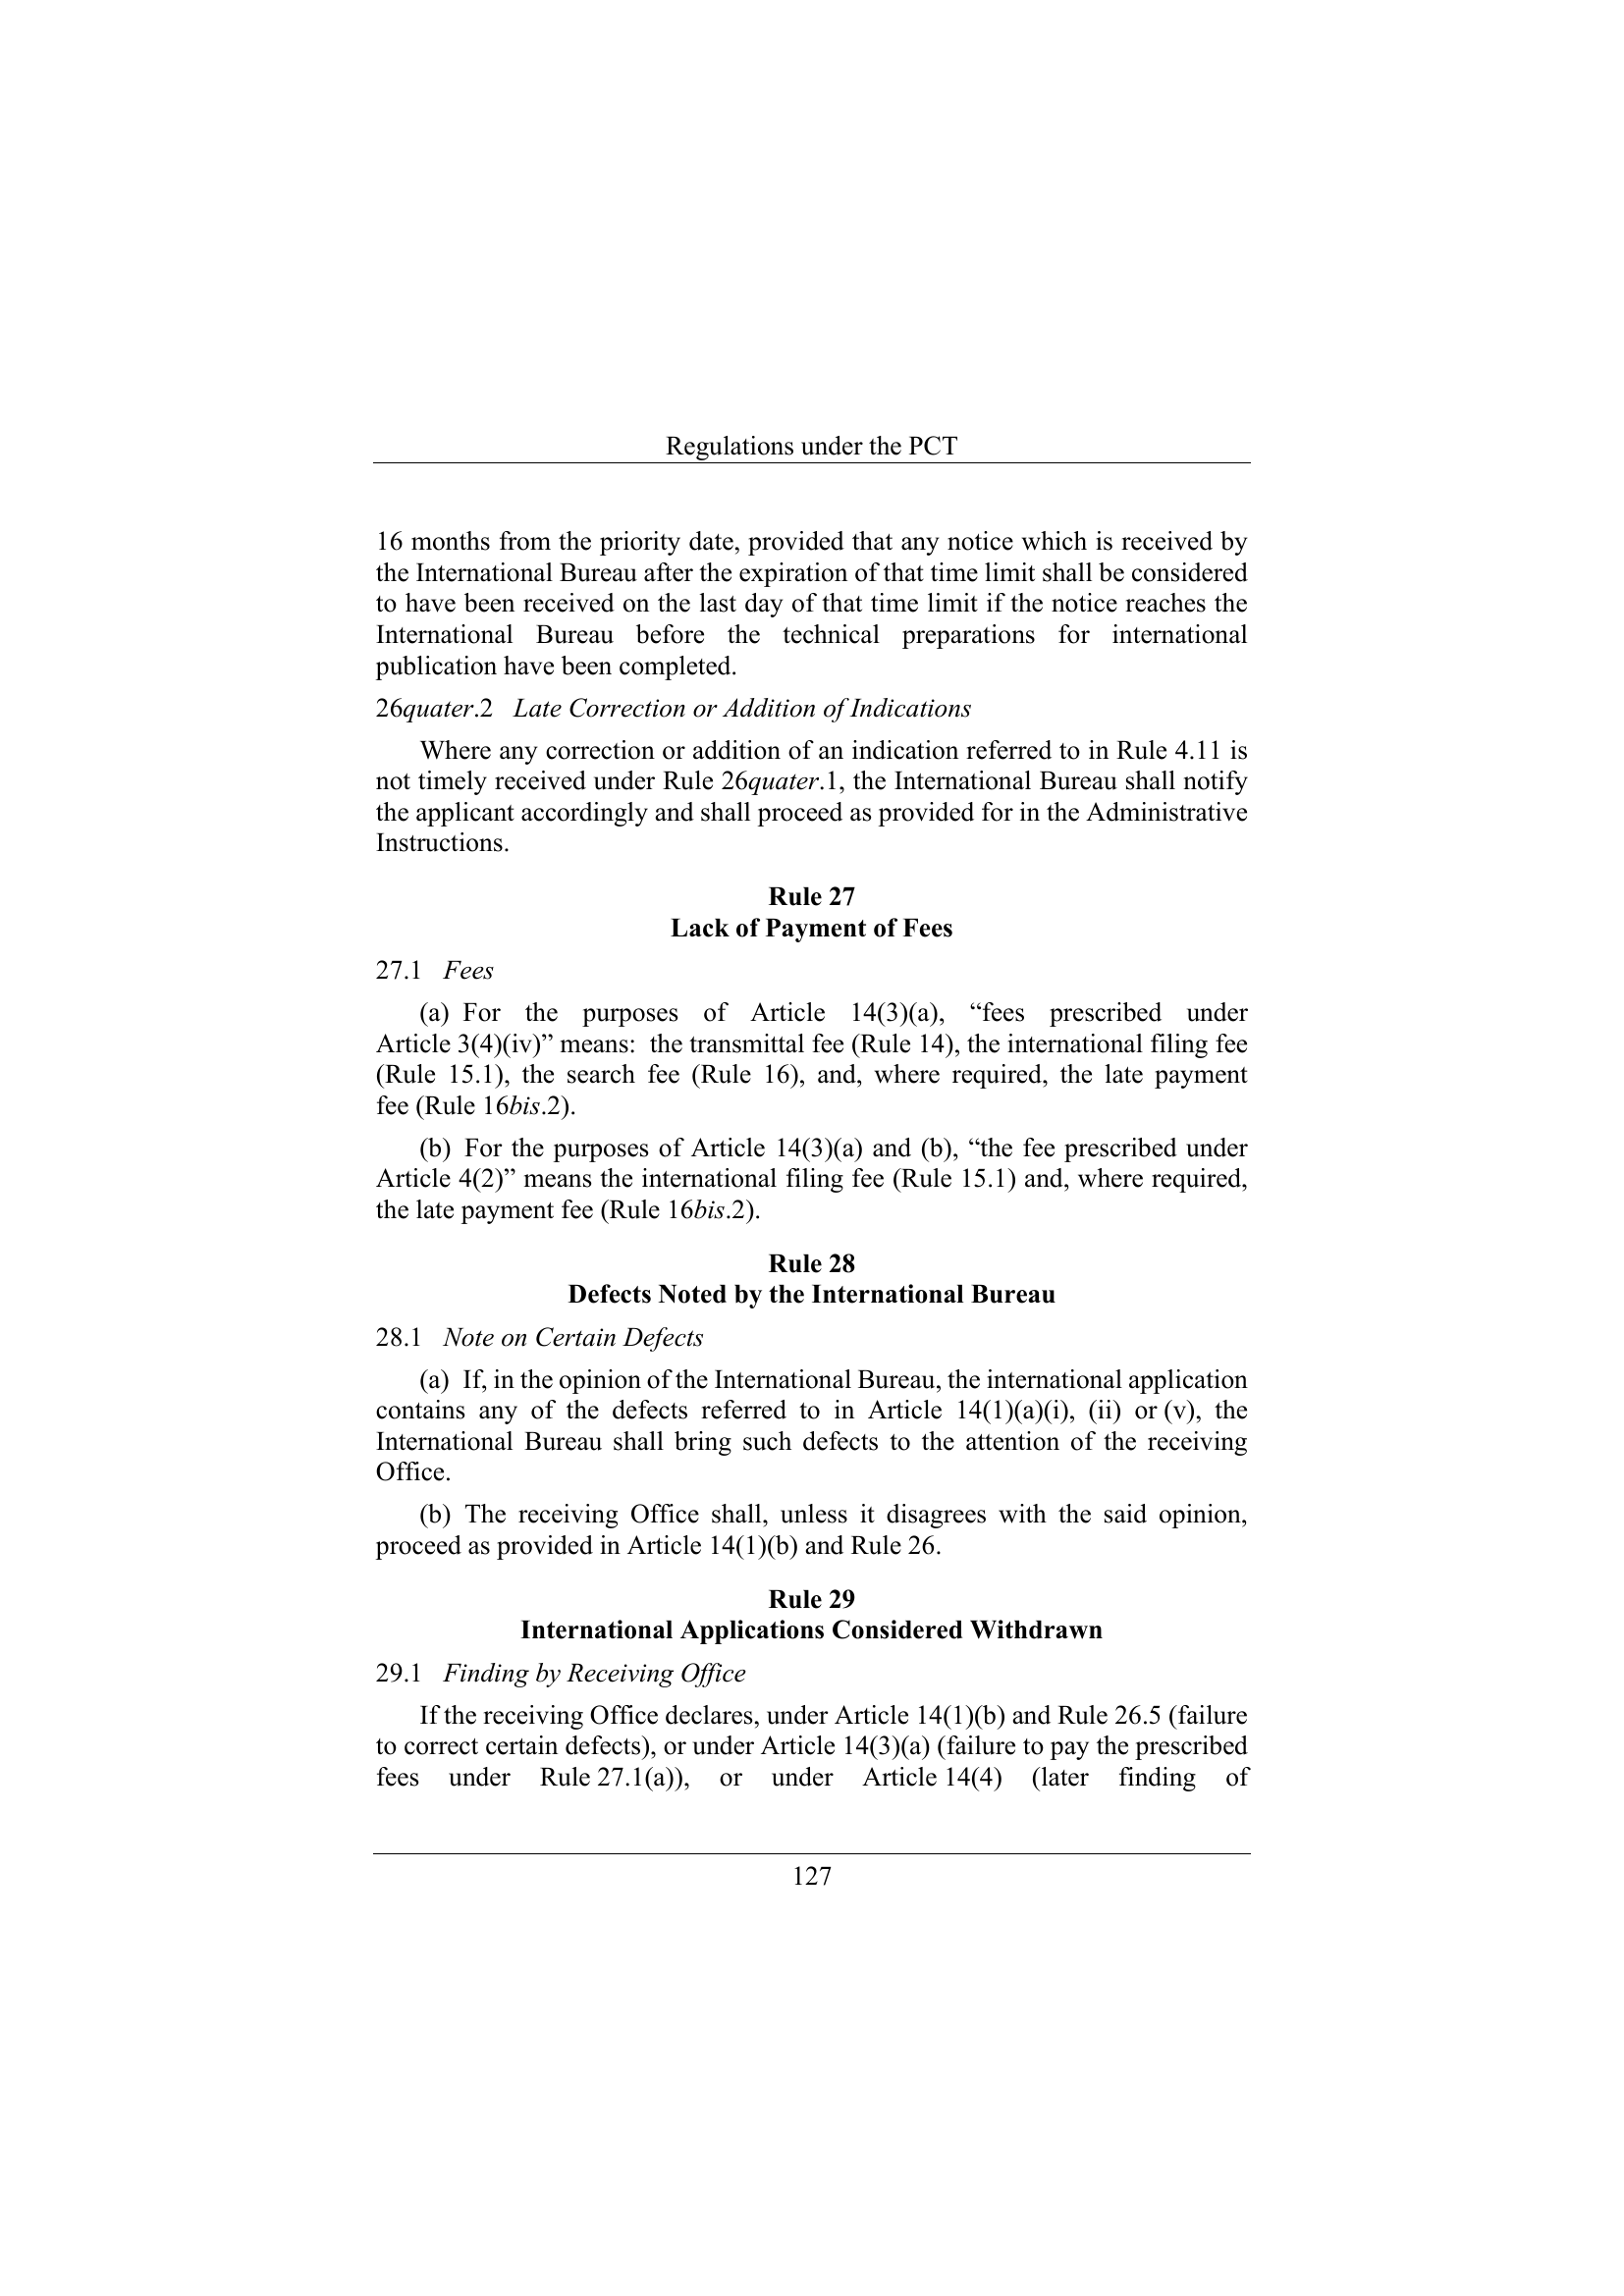 Regulations under the PCT
16 months from the priority date, provided that any notice which is received by
the International Bureau after the expiration of that time limit shall be considered
to have been received on the last day of that time limit if the notice reaches the
International Bureau before the technical preparations for international
publication have been completed.
26quater.2 Late Correction or Addition of Indications
Where any correction or addition of an indication referred to in Rule 4.11 is
not timely received under Rule 26quater.1, the International Bureau shall notify
the applicant accordingly and shall proceed as provided for in the Administrative
Instructions.
Rule 27
Lack of Payment of Fees
27.1 Fees
(a) For the purposes of Article 14(3)(a), “fees prescribed under
Article 3(4)(iv)” means: the transmittal fee (Rule 14), the international filing fee
(Rule 15.1), the search fee (Rule 16), and, where required, the late payment
fee (Rule 16bis.2).
(b) For the purposes of Article 14(3)(a) and (b), “the fee prescribed under
Article 4(2)” means the international filing fee (Rule 15.1) and, where required,
the late payment fee (Rule 16bis.2).
Rule 28
Defects Noted by the International Bureau
28.1 Note on Certain Defects
(a) If, in the opinion of the International Bureau, the international application
contains any of the defects referred to in Article 14(1)(a)(i), (ii) or (v), the
International Bureau shall bring such defects to the attention of the receiving
Office.
(b) The receiving Office shall, unless it disagrees with the said opinion,
proceed as provided in Article 14(1)(b) and Rule 26.
Rule 29
International Applications Considered Withdrawn
29.1 Finding by Receiving Office
If the receiving Office declares, under Article 14(1)(b) and Rule 26.5 (failure
to correct certain defects), or under Article 14(3)(a) (failure to pay the prescribed
fees under Rule 27.1(a)), or under Article 14(4) (later finding of
127